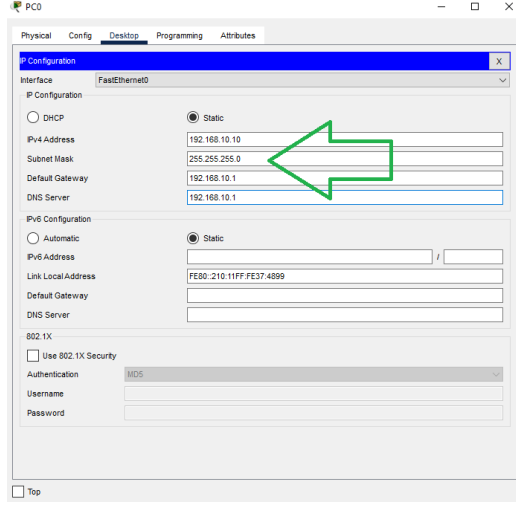 PC0
Physical Config Desktop Programming Attributes
IP Configuration X
Interface FastEthernet0
IP Configuration
DHCP Static
IPv4 Address 192.168.10.10
Subnet Mask 255.255.255.0
Default Gateway 192.168.10.1
DNS Server 192.168.10.1
IPv6 Configuration
Automatic Static
IPv6 Address /
Link Local Address FE80::210:11FF:FE37:4899
Default Gateway
DNS Server
802.1X
Use 802.1X Security
Authentication MD5
Username
Password
Top